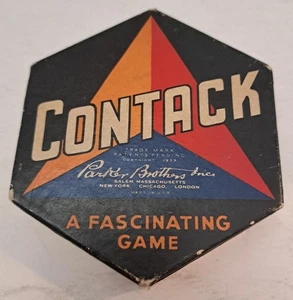 CONTACK
TRADE MARK
PATENTS PENDING
Parker Brothers Inc.
SALEM, MASSACHUSETTS
NEW YORK CHICAGO, LONDON
A FASCINATING
GAME